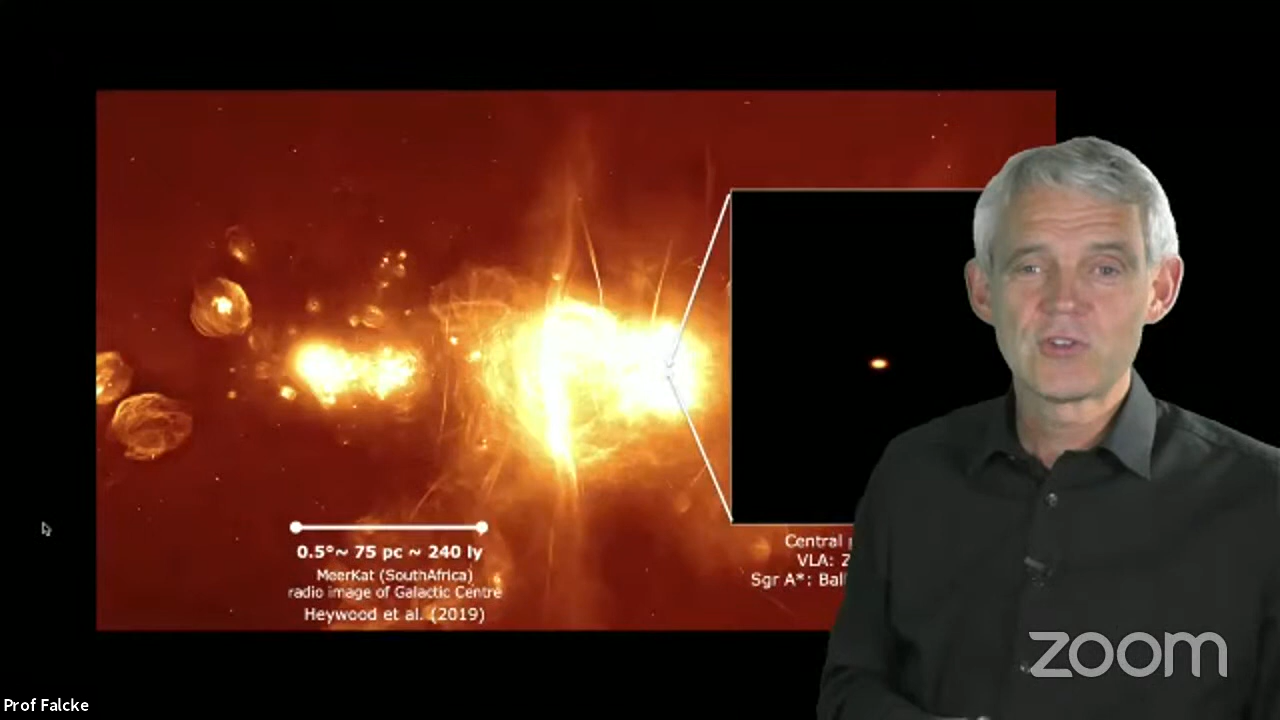 0.5°~ 75 pc ~ 240 ly
MeerKat (SouthAfrica)
radio image of Galactic Centre
Heywood et al. (2019)
Central
VLA:
Sgr A*:
zoom
Prof Falcke